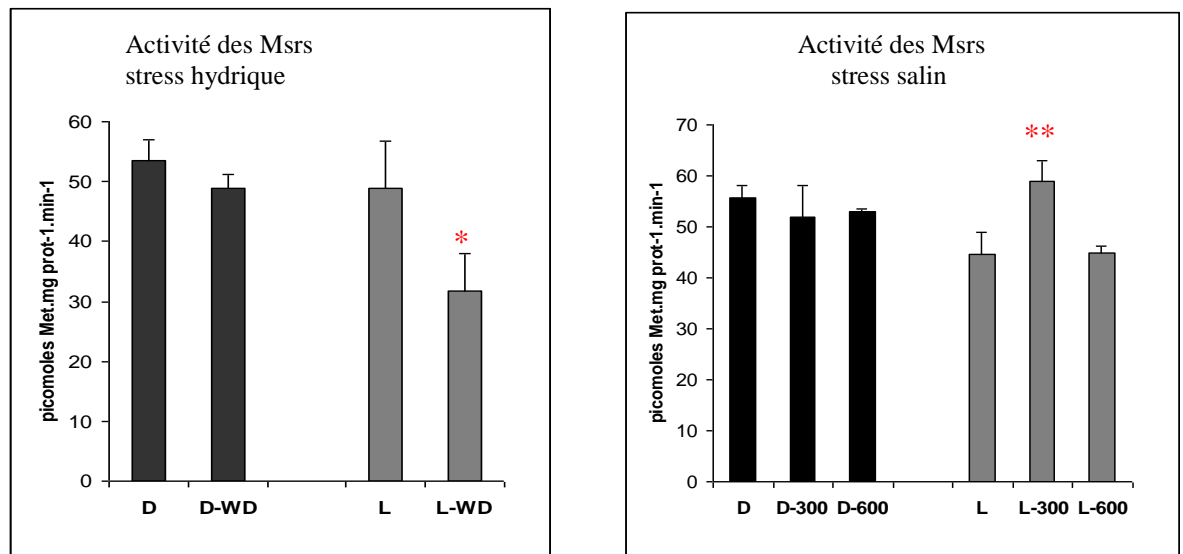 Activité des Msrs
stress hydrique
picomoles Met.mg prot-1.min-1
60
50
40
30
20
10
0
*
D D-WD L L-WD
Activité des Msrs
stress salin
picomoles Met.mg prot-1.min-1
70
60
50
40
30
20
10
0
**
D D-300 D-600 L L-300 L-600